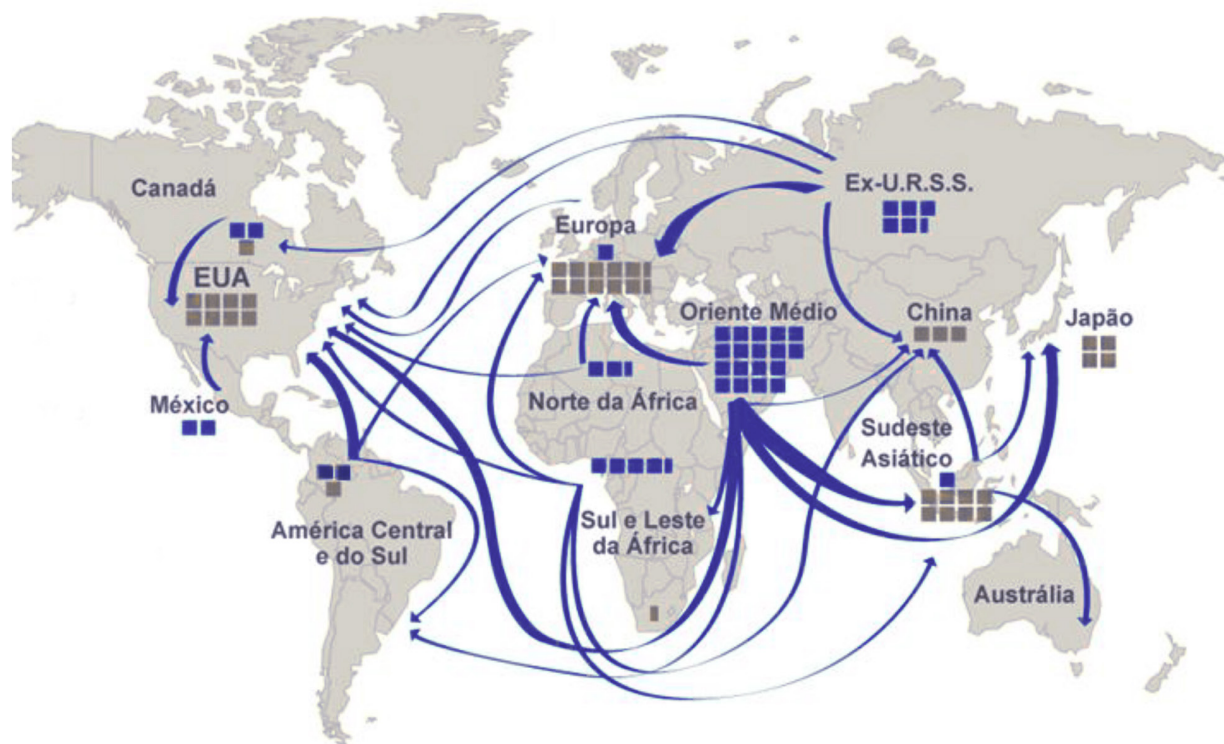 Canadá
Ex-U.R.S.S.
Europa
EUA
Oriente Médio
China
Japão
México
Norte da África
Sudeste
Asiático
América Central
e do Sul
Sul e Leste
da África
Austrália